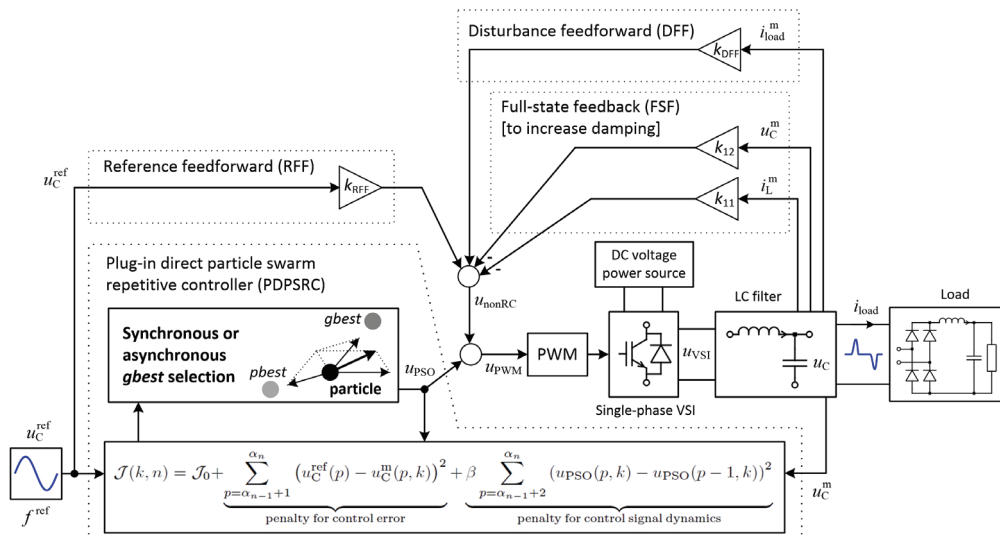 Disturbance feedforward (DFF)
k_DFF
i_load^m
Full-state feedback (FSF)
[to increase damping]
u_C^m
k_12
i_L^m
k_11
Reference feedforward (RFF)
u_C^ref
k_RFF
-
-
Plug-in direct particle swarm
repetitive controller (PDPSRC)
u_nonRC
DC voltage
power source
LC filter
i_load
Load
Synchronous or
asynchronous
gbest selection
gbest
pbest
particle
u_PSO
u_PWM
PWM
u_VSI
u_C
Single-phase VSI
u_C^ref
f^ref
J(k, n) = J_0 + \sum_{p=α_{n−1}+1}^{α_n} (u_C^ref(p) − u_C^m(p, k))^2 + β \sum_{p=α_{n−1}+2}^{α_n} (u_PSO(p, k) − u_PSO(p−1, k))^2
penalty for control error
penalty for control signal dynamics
u_C^m